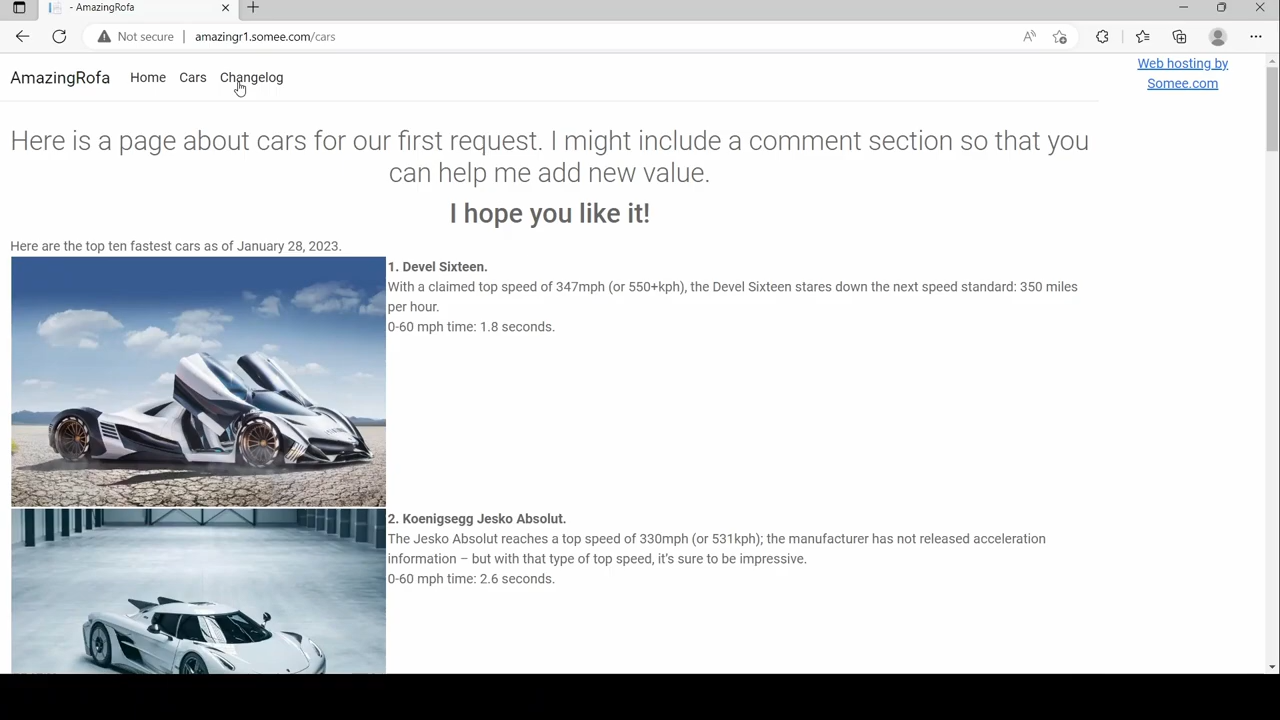 - AmazingRofa
Not secure
amazingr1.somee.com/cars
AmazingRofa Home Cars Changelog
Web hosting by
Somee.com
Here is a page about cars for our first request. I might include a comment section so that you
can help me add new value.
I hope you like it!
Here are the top ten fastest cars as of January 28, 2023.
1. Devel Sixteen.
With a claimed top speed of 347mph (or 550+kph), the Devel Sixteen stares down the next speed standard: 350 miles
per hour.
0-60 mph time: 1.8 seconds.
2. Koenigsegg Jesko Absolut.
The Jesko Absolut reaches a top speed of 330mph (or 531kph); the manufacturer has not released acceleration
information – but with that type of top speed, it's sure to be impressive.
0-60 mph time: 2.6 seconds.